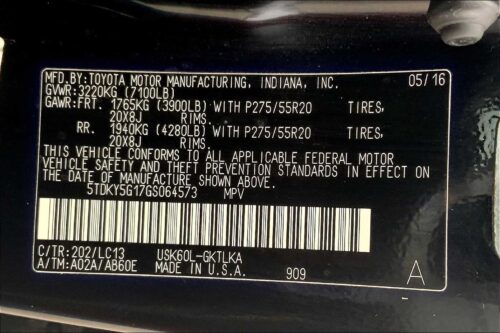 MFD.BY:TOYOTA MOTOR MANUFACTURING, INDIANA, INC. 05/16
GVWR:3220KG (7100LB)
GAWR:FRT. 1765KG (3900LB) WITH P275/55R20 TIRES,
20X8J RIMS.
RR. 1940KG (4280LB) WITH P275/55R20 TIRES,
20X8J RIMS.
THIS VEHICLE CONFORMS TO ALL APPLICABLE FEDERAL MOTOR
VEHICLE SAFETY AND THEFT PREVENTION STANDARDS IN EFFECT ON
THE DATE OF MANUFACTURE SHOWN ABOVE.
5TDKY5G17GS064573 MPV
C/TR:202/LC13 USK60L-GKTLKA
A/TM:A02A/AB60E MADE IN U.S.A. 909 A